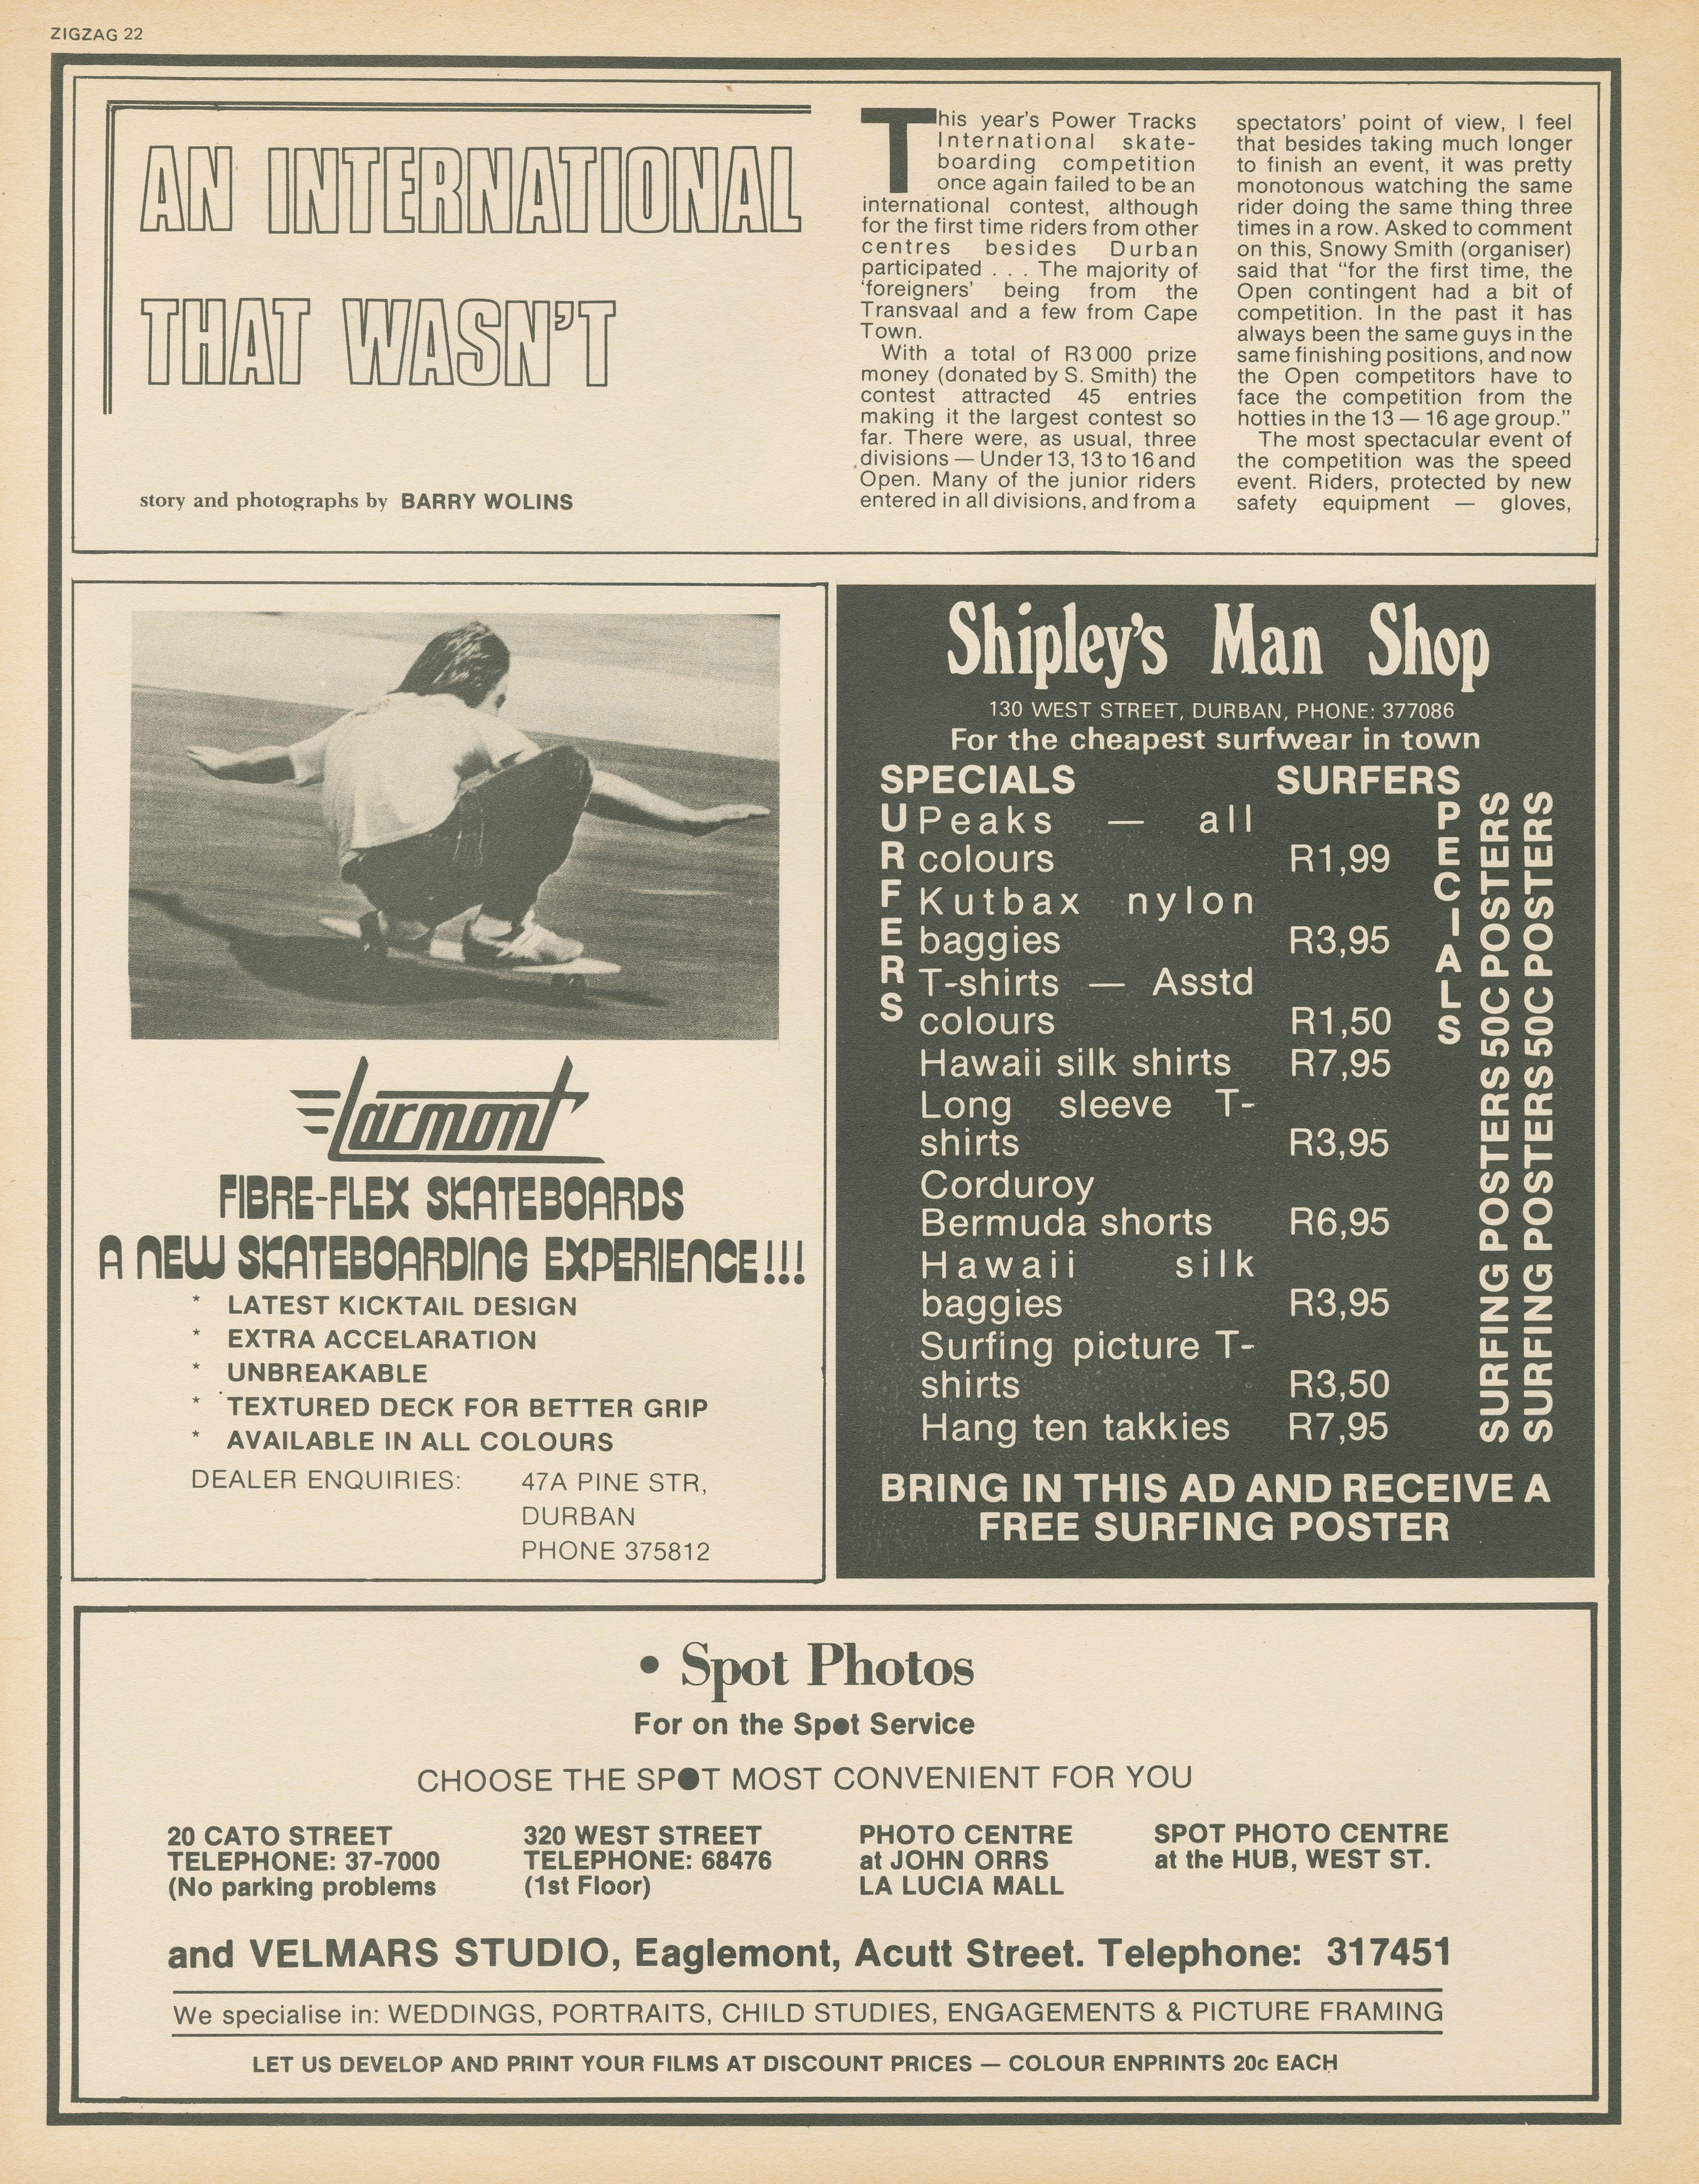 ZIGZAG 22
AN INTERNATIONAL
THAT WASN'T
story and photographs by BARRY WOLINS
This year's Power Tracks
International skate-
boarding competition
once again failed to be an
international contest, although
for the first time riders from other
centres besides Durban
participated . . . The majority of
'foreigners' being from the
Transvaal and a few from Cape
Town.
With a total of R3 000 prize
money (donated by S. Smith) the
contest attracted 45 entries
making it the largest contest so
far. There were, as usual, three
divisions — Under 13, 13 to 16 and
Open. Many of the junior riders
entered in all divisions, and from a
spectators' point of view, I feel
that besides taking much longer
to finish an event, it was pretty
monotonous watching the same
rider doing the same thing three
times in a row. Asked to comment
on this, Snowy Smith (organiser)
said that "for the first time, the
Open contingent had a bit of
competition. In the past it has
always been the same guys in the
same finishing positions, and now
the Open competitors have to
face the competition from the
hotties in the 13 — 16 age group."
The most spectacular event of
the competition was the speed
event. Riders, protected by new
safety equipment — gloves,
Larmont
FIBRE-FLEX SKATEBOARDS
A NEW SKATEBOARDING EXPERIENCE!!!
* LATEST KICKTAIL DESIGN
* EXTRA ACCELARATION
* UNBREAKABLE
* TEXTURED DECK FOR BETTER GRIP
* AVAILABLE IN ALL COLOURS
DEALER ENQUIRIES: 47A PINE STR,
DURBAN
PHONE 375812
Shipley's Man Shop
130 WEST STREET, DURBAN, PHONE: 377086
For the cheapest surfwear in town
SPECIALS SURFERS
URFERS
Peaks — all
colours R1,99
Kutbax nylon
baggies R3,95
T-shirts — Asstd
colours R1,50
Hawaii silk shirts R7,95
Long sleeve T-
shirts R3,95
Corduroy
Bermuda shorts R6,95
Hawaii silk
baggies R3,95
Surfing picture T-
shirts R3,50
Hang ten takkies R7,95
PECIALS
SURFING POSTERS 50C POSTERS
SURFING POSTERS 50C POSTERS
BRING IN THIS AD AND RECEIVE A
FREE SURFING POSTER
• Spot Photos
For on the Spot Service
CHOOSE THE SPOT MOST CONVENIENT FOR YOU
20 CATO STREET
TELEPHONE: 37-7000
(No parking problems
320 WEST STREET
TELEPHONE: 68476
(1st Floor)
PHOTO CENTRE
at JOHN ORRS
LA LUCIA MALL
SPOT PHOTO CENTRE
at the HUB, WEST ST.
and VELMARS STUDIO, Eaglemont, Acutt Street. Telephone: 317451
We specialise in: WEDDINGS, PORTRAITS, CHILD STUDIES, ENGAGEMENTS & PICTURE FRAMING
LET US DEVELOP AND PRINT YOUR FILMS AT DISCOUNT PRICES — COLOUR ENPRINTS 20c EACH